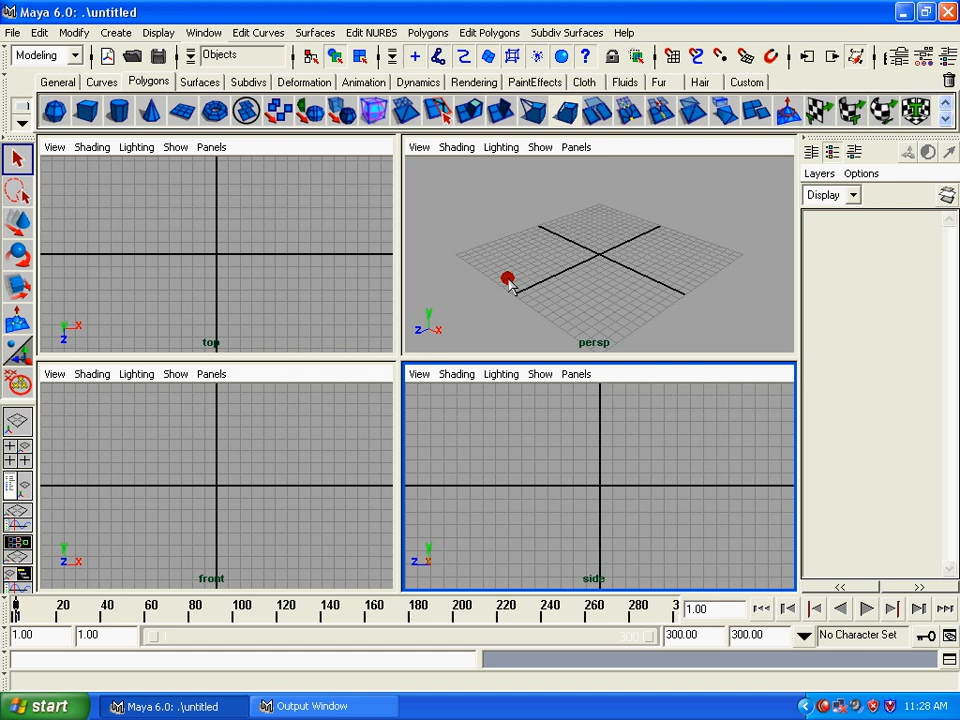 Maya 6.0: .\untitled
File Edit Modify Create Display Window Edit Curves Surfaces Edit NURBS Polygons Edit Polygons Subdiv Surfaces Help
Modeling Objects
General Curves Polygons Surfaces Subdivs Deformation Animation Dynamics Rendering PaintEffects Cloth Fluids Fur Hair Custom
View Shading Lighting Show Panels
View Shading Lighting Show Panels
Layers Options
Display
y x z
top
y z x
persp
View Shading Lighting Show Panels
View Shading Lighting Show Panels
y z x
front
y z x
side
<< >>
20 40 60 80 100 120 140 160 180 200 220 240 260 280 3
1.00
1.00 1.00 1 300 300.00 300.00 No Character Set
start Maya 6.0: .\untitled Output Window 11:28 AM